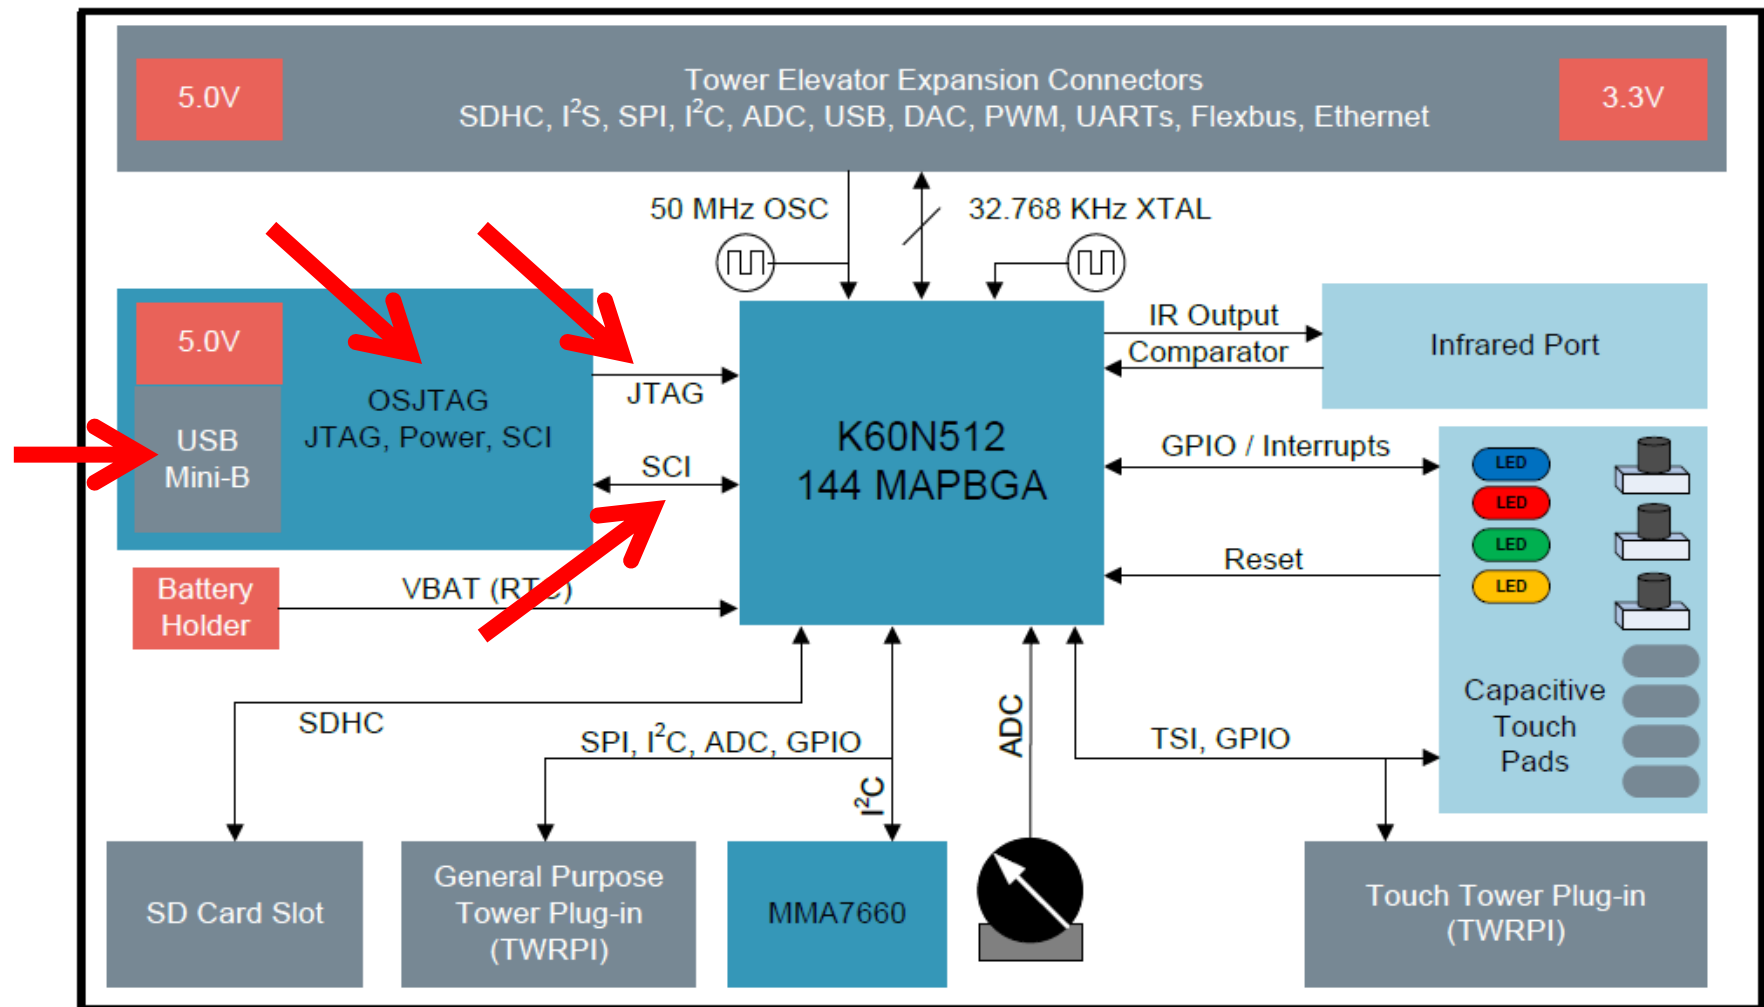 5.0V
Tower Elevator Expansion Connectors
SDHC, I²S, SPI, I²C, ADC, USB, DAC, PWM, UARTs, Flexbus, Ethernet
3.3V
50 MHz OSC
32.768 KHz XTAL
5.0V
USB
Mini-B
OSJTAG
JTAG, Power, SCI
JTAG
SCI
K60N512
144 MAPBGA
IR Output
Comparator
Infrared Port
GPIO / Interrupts
Reset
LED
LED
LED
LED
Capacitive
Touch
Pads
Battery
Holder
VBAT (RTC)
SDHC
SPI, I²C, ADC, GPIO
I²C
ADC
TSI, GPIO
SD Card Slot
General Purpose
Tower Plug-in
(TWRPI)
MMA7660
Touch Tower Plug-in
(TWRPI)